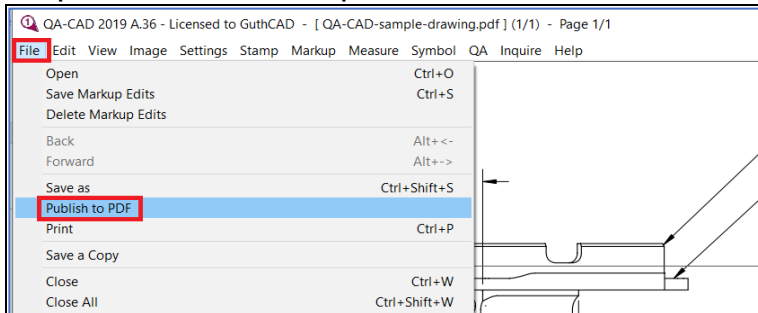 QA-CAD 2019 A.36 - Licensed to GuthCAD - [ QA-CAD-sample-drawing.pdf ] (1/1) - Page 1/1
File Edit View Image Settings Stamp Markup Measure Symbol QA Inquire Help
Open Ctrl+O
Save Markup Edits Ctrl+S
Delete Markup Edits
Back Alt+<-
Forward Alt+->
Save as Ctrl+Shift+S
Publish to PDF
Print Ctrl+P
Save a Copy
Close Ctrl+W
Close All Ctrl+Shift+W